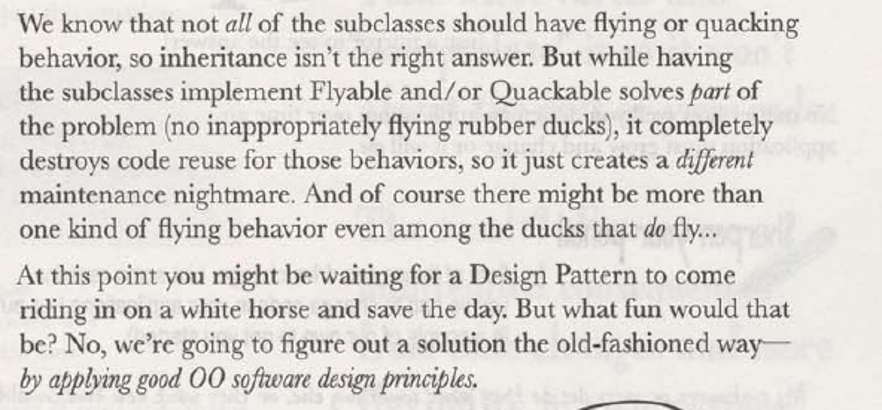 We know that not all of the subclasses should have flying or quacking
behavior, so inheritance isn't the right answer. But while having
the subclasses implement Flyable and/or Quackable solves part of
the problem (no inappropriately flying rubber ducks), it completely
destroys code reuse for those behaviors, so it just creates a different
maintenance nightmare. And of course there might be more than
one kind of flying behavior even among the ducks that do fly...
At this point you might be waiting for a Design Pattern to come
riding in on a white horse and save the day. But what fun would that
be? No, we're going to figure out a solution the old-fashioned way—
by applying good OO software design principles.